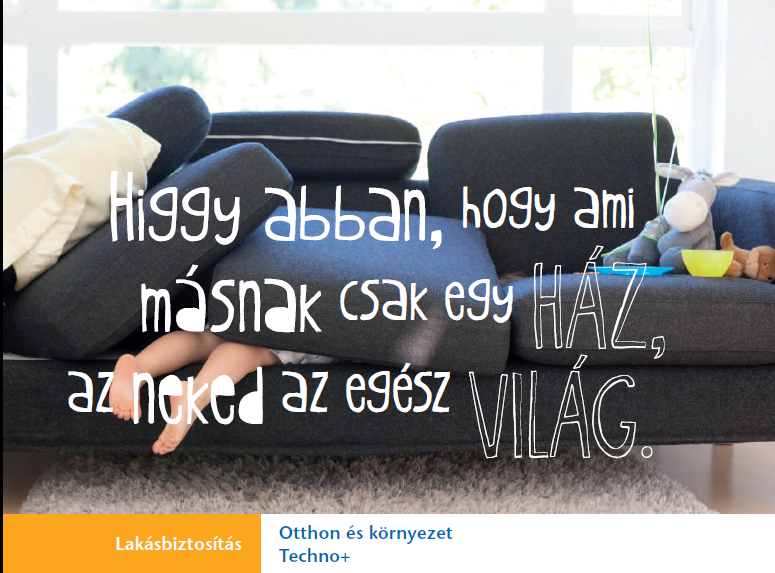 Higgy abban, hogy ami
másnak csak egy HÁZ,
az neked az egész VILÁG.
Lakásbiztosítás
Otthon és környezet
Techno+